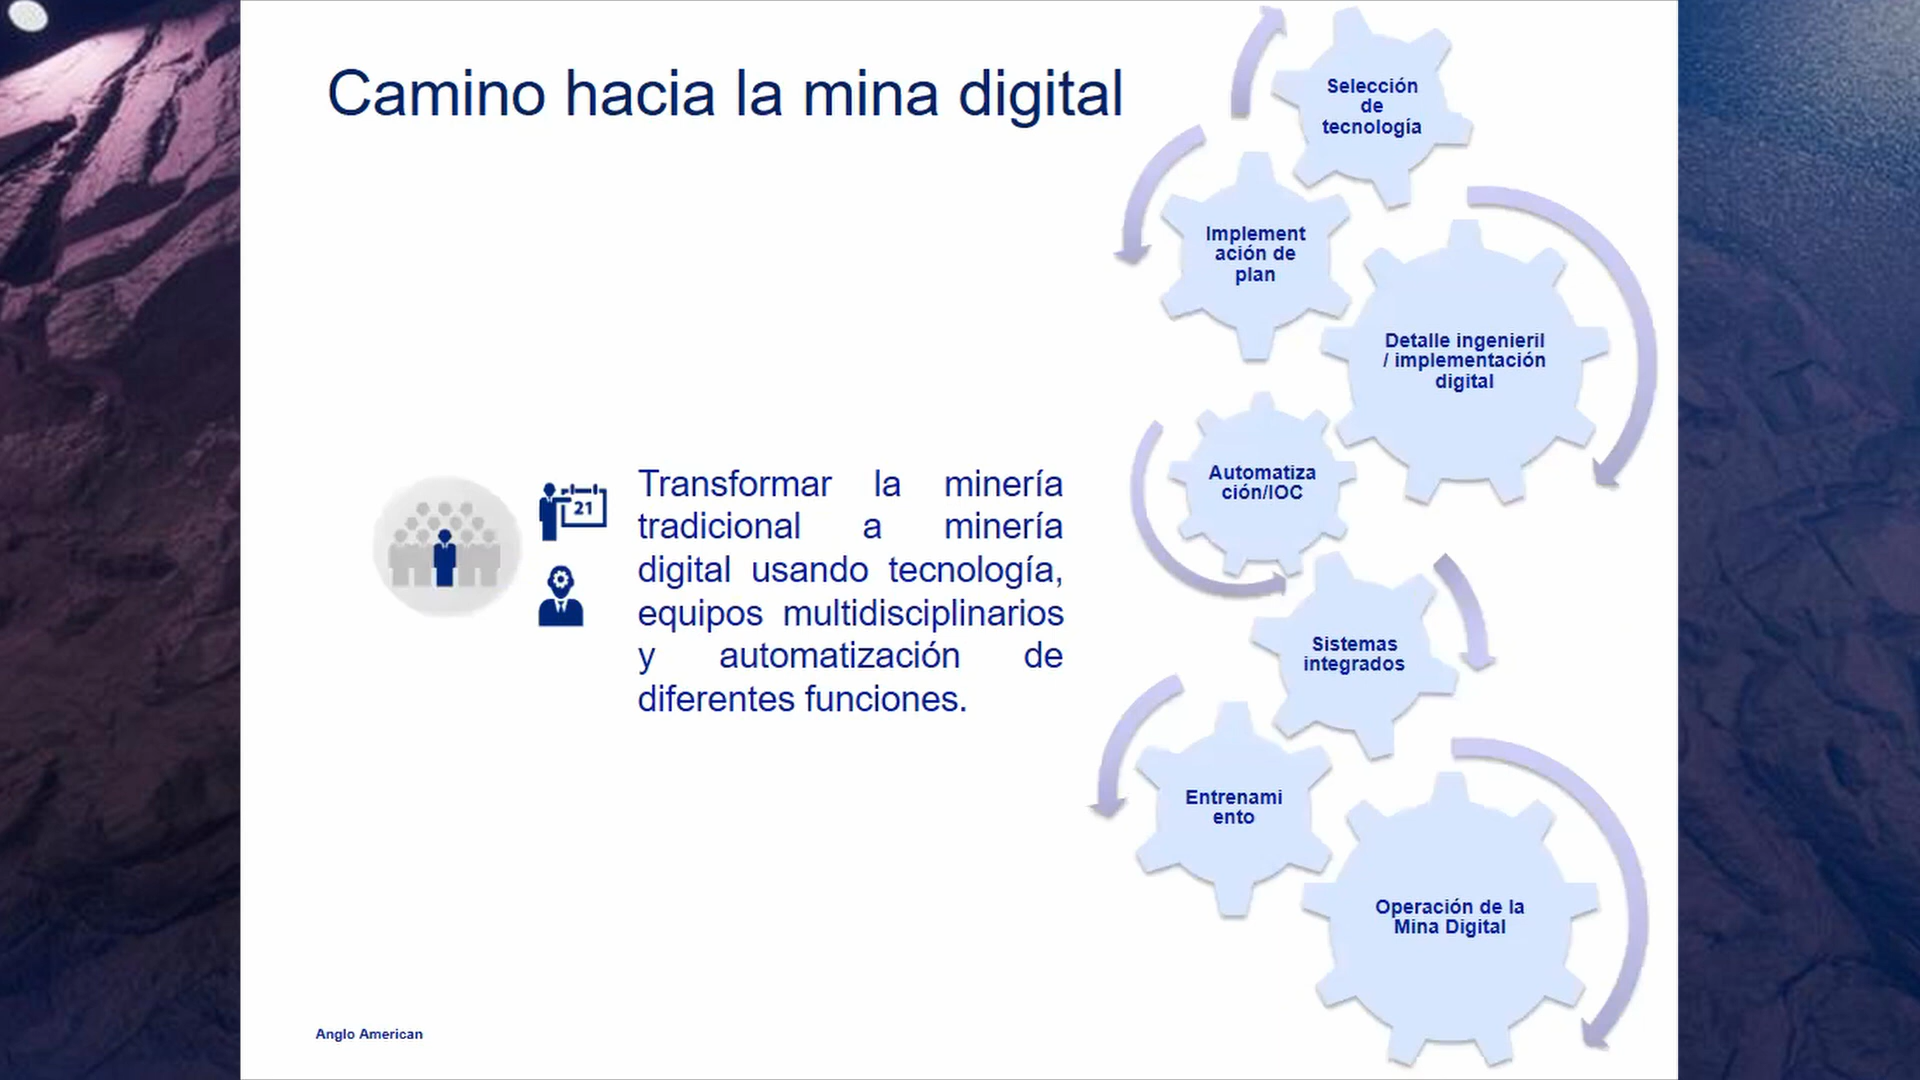 Camino hacia la mina digital
Selección
de
tecnología
Implement
ación de
plan
Detalle ingenieril
/ implementación
digital
Automatiza
ción/IOC
Sistemas
integrados
Entrenami
ento
Operación de la
Mina Digital
21
Transformar la minería
tradicional a minería
digital usando tecnología,
equipos multidisciplinarios
y automatización de
diferentes funciones.
Anglo American